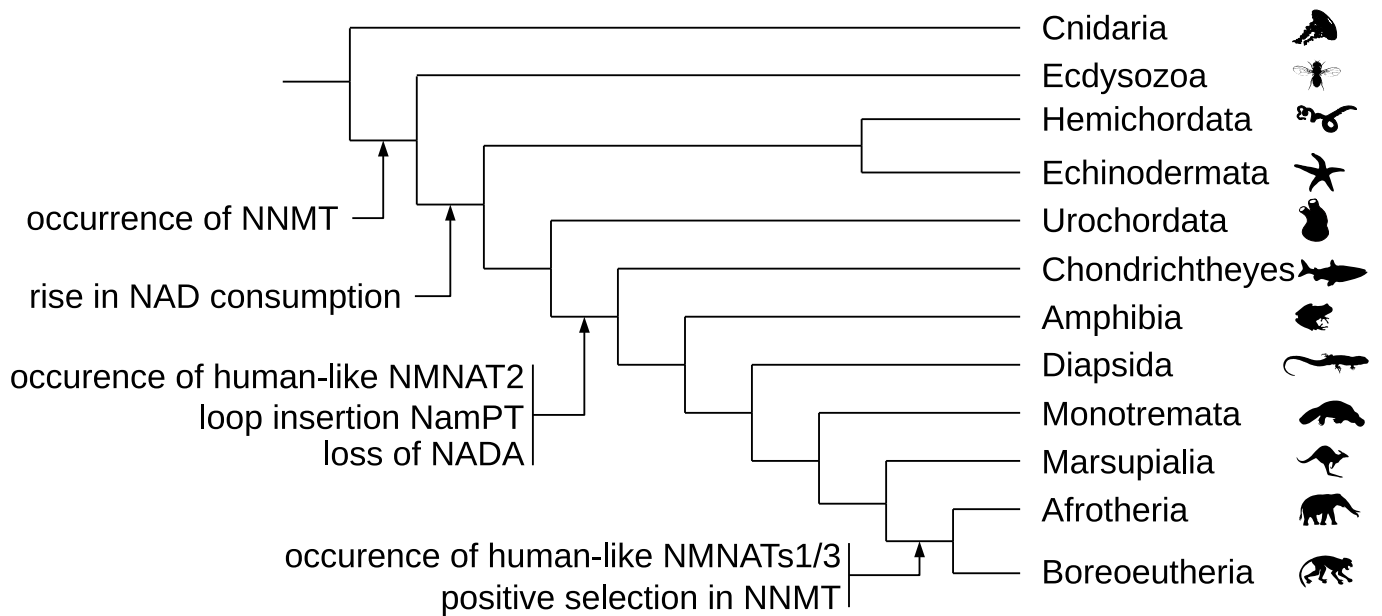 Cnidaria
Ecdysozoa
Hemichordata
Echinodermata
occurrence of NNMT
Urochordata
rise in NAD consumption
Chondrichtheyes
Amphibia
occurence of human-like NMNAT2
loop insertion NamPT
loss of NADA
Diapsida
Monotremata
Marsupialia
Afrotheria
occurence of human-like NMNATs1/3
positive selection in NNMT
Boreoeutheria